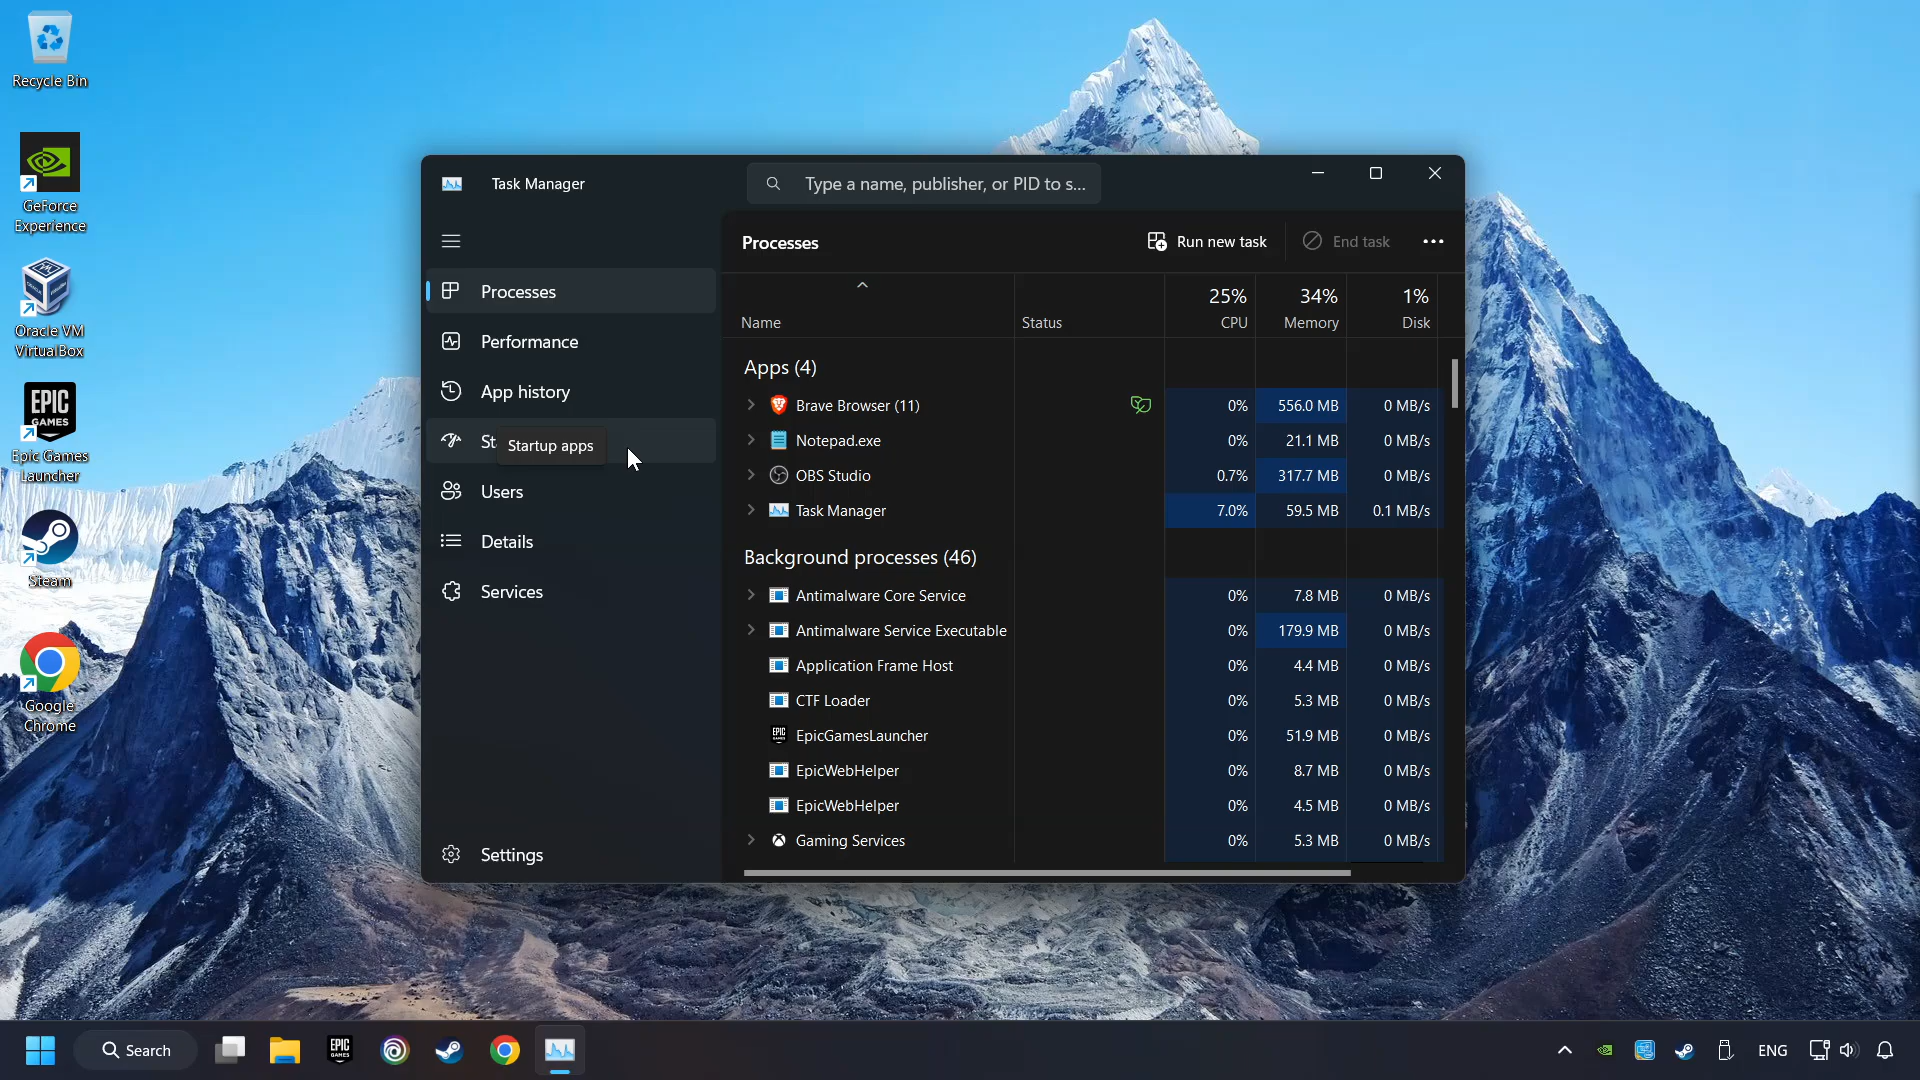 Recycle Bin
GeForce
Experience
Oracle VM
VirtualBox
EPIC
GAMES
Epic Games
Launcher
Steam
Google
Chrome
Task Manager
Type a name, publisher, or PID to s...
Processes
Performance
App history
St
Startup apps
Users
Details
Services
Settings
Processes
Run new task
End task
Name
Status
25%
CPU
34%
Memory
1%
Disk
Apps (4)
Brave Browser (11) 0% 556.0 MB 0 MB/s
Notepad.exe 0% 21.1 MB 0 MB/s
OBS Studio 0.7% 317.7 MB 0 MB/s
Task Manager 7.0% 59.5 MB 0.1 MB/s
Background processes (46)
Antimalware Core Service 0% 7.8 MB 0 MB/s
Antimalware Service Executable 0% 179.9 MB 0 MB/s
Application Frame Host 0% 4.4 MB 0 MB/s
CTF Loader 0% 5.3 MB 0 MB/s
EpicGamesLauncher 0% 51.9 MB 0 MB/s
EpicWebHelper 0% 8.7 MB 0 MB/s
EpicWebHelper 0% 4.5 MB 0 MB/s
Gaming Services 0% 5.3 MB 0 MB/s
Search
EPIC
GAMES
ENG